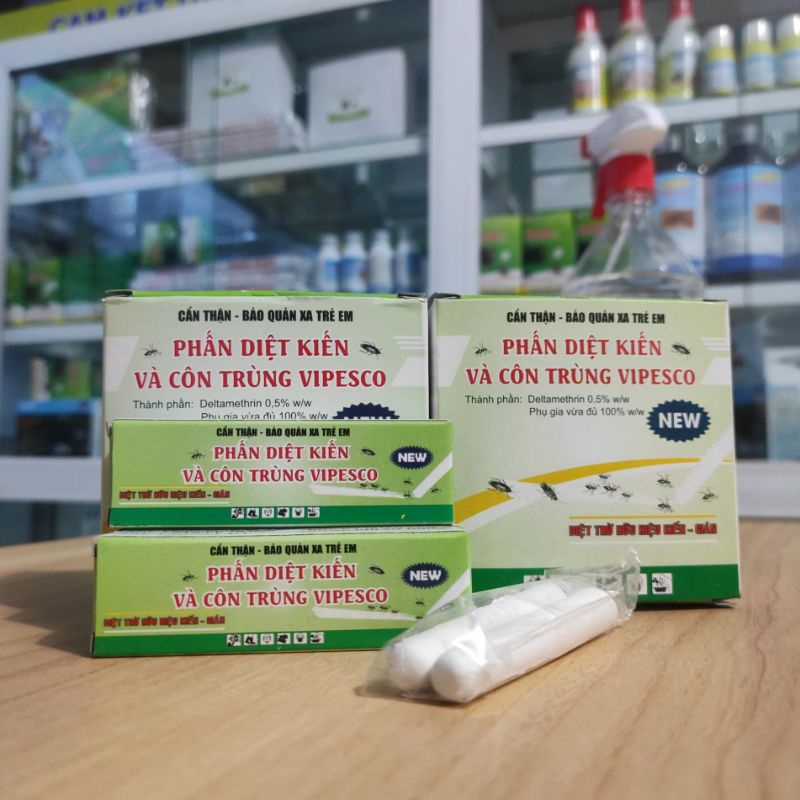 CẨN THẬN - BẢO QUẢN XA TRẺ EM
PHẤN DIỆT KIẾN
VÀ CÔN TRÙNG VIPESCO
Thành phần: Deltamethrin 0,5% w/w
Phụ gia vừa đủ 100% w/w
CẨN THẬN - BẢO QUẢN XA TRẺ EM
PHẤN DIỆT KIẾN
VÀ CÔN TRÙNG VIPESCO
Thành phần: Deltamethrin 0,5% w/w
Phụ gia vừa đủ 100% w/w
NEW
DIỆT TRỪ HỮU HIỆU KIẾN - GIÁN
CẨN THẬN - BẢO QUẢN XA TRẺ EM
PHẤN DIỆT KIẾN
VÀ CÔN TRÙNG VIPESCO
NEW
DIỆT TRỪ HỮU HIỆU KIẾN - GIÁN
CẨN THẬN - BẢO QUẢN XA TRẺ EM
PHẤN DIỆT KIẾN
VÀ CÔN TRÙNG VIPESCO
NEW
DIỆT TRỪ HỮU HIỆU KIẾN - GIÁN